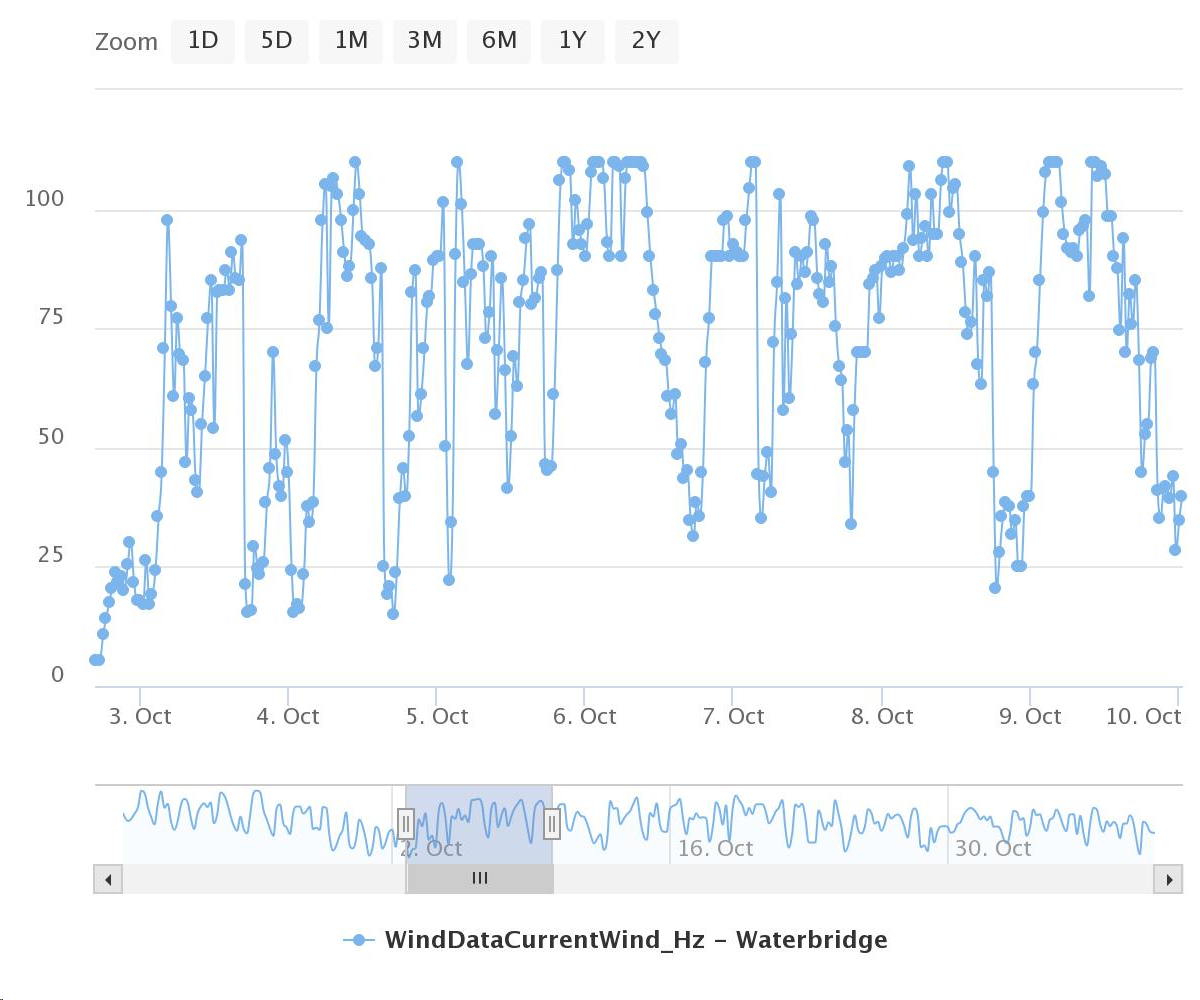 Zoom 1D 5D 1M 3M 6M 1Y 2Y
100
75
50
25
0
3. Oct 4. Oct 5. Oct 6. Oct 7. Oct 8. Oct 9. Oct 10. Oct
2. Oct 16. Oct 30. Oct
WindDataCurrentWind_Hz – Waterbridge